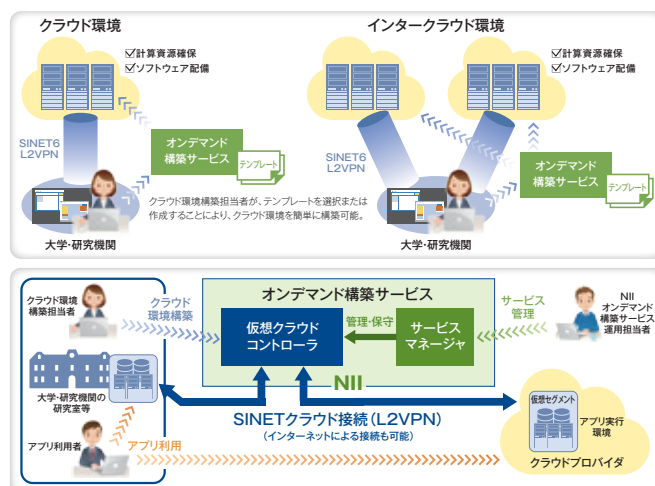 クラウド環境
☑計算資源確保
☑ソフトウェア配備
SINET6
L2VPN
オンデマンド
構築サービス
テンプレート
大学・研究機関
クラウド環境構築担当者が、テンプレートを選択または
作成することにより、クラウド環境を簡単に構築可能。
インタークラウド環境
☑計算資源確保
☑ソフトウェア配備
SINET6
L2VPN
オンデマンド
構築サービス
テンプレート
大学・研究機関
オンデマンド構築サービス
クラウド環境
構築担当者
クラウド
環境構築
仮想クラウド
コントローラ
管理・保守
サービス
マネージャ
サービス
管理
NII
オンデマンド
構築サービス
運用担当者
NII
大学・研究機関の
研究室等
SINETクラウド接続(L2VPN)
(インターネットによる接続も可能)
アプリ利用者
アプリ利用
仮想セグメント
アプリ実行
環境
クラウドプロバイダ